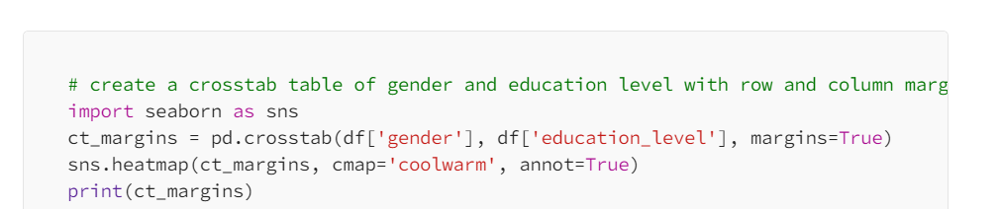 # create a crosstab table of gender and education level with row and column marg
import seaborn as sns
ct_margins = pd.crosstab(df['gender'], df['education_level'], margins=True)
sns.heatmap(ct_margins, cmap='coolwarm', annot=True)
print(ct_margins)